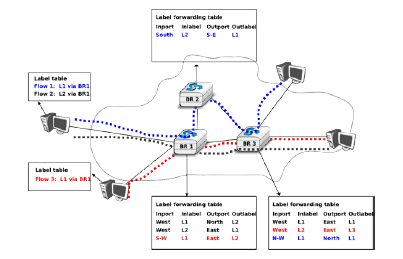 Label forwarding table
Inport Inlabel Outport Outlabel
South L2 S-E L1
Label table
Flow 1: L1 via BR1
Flow 2: L2 via BR1
BR 2
BR 1
BR 3
Label table
Flow 3: L1 via BR1
Label forwarding table
Inport Inlabel Outport Outlabel
West L1 North L2
West L2 East L1
S-W L1 East L2
Label forwarding table
Inport Inlabel Outport Outlabel
West L1 East L1
West L2 East L3
N-W L1 North L1